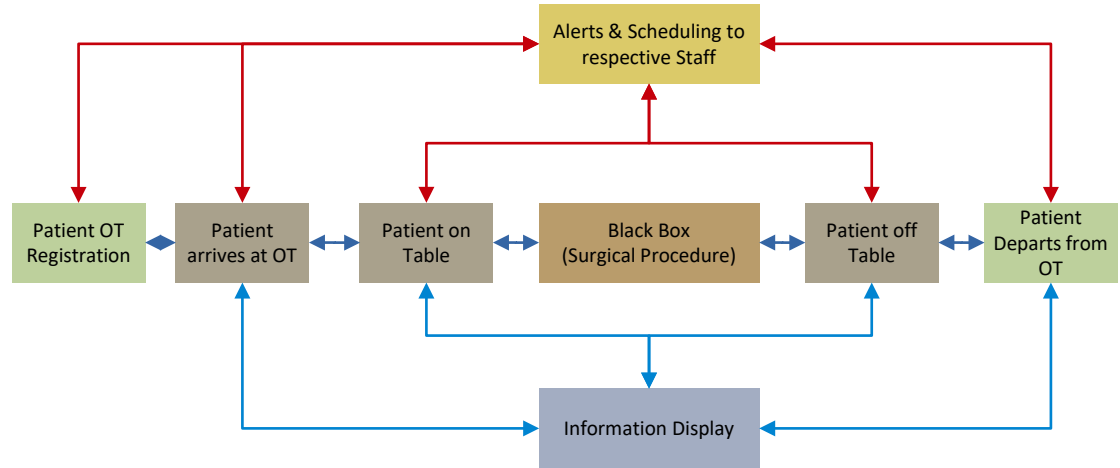 Alerts & Scheduling to
respective Staff
Patient OT
Registration
Patient
arrives at OT
Patient on
Table
Black Box
(Surgical Procedure)
Patient off
Table
Patient
Departs from
OT
Information Display